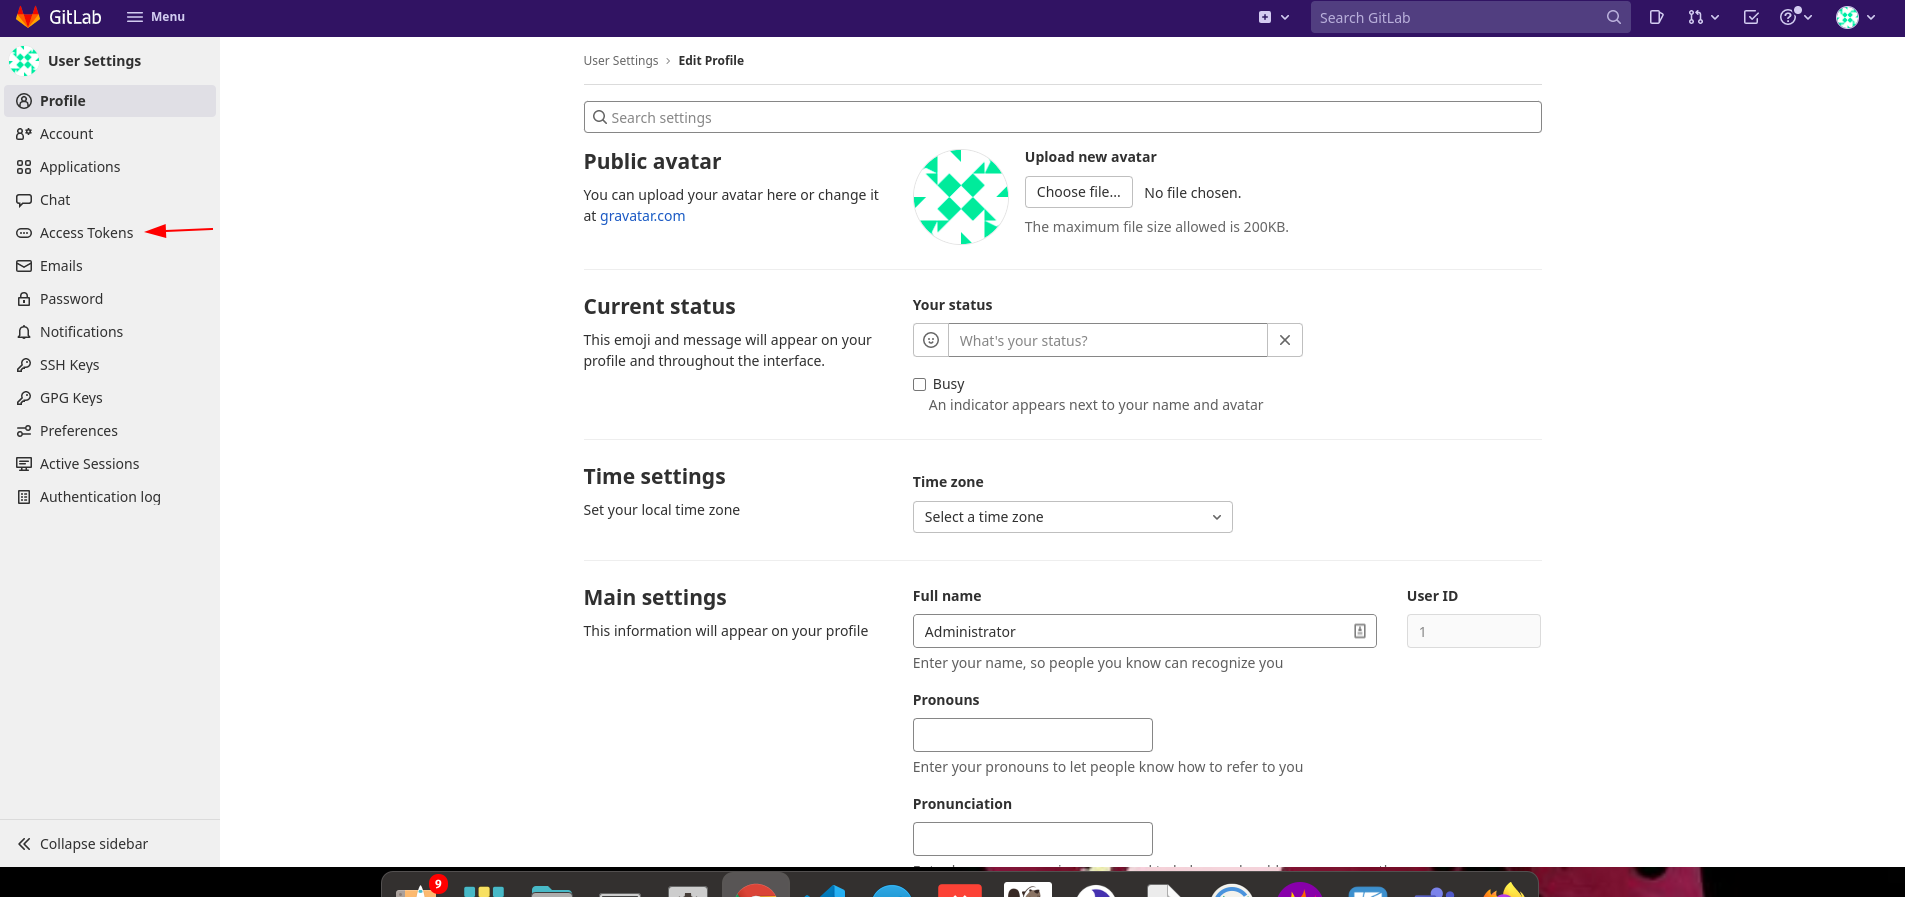 GitLab
Menu
Search GitLab
User Settings
Profile
Account
Applications
Chat
Access Tokens
Emails
Password
Notifications
SSH Keys
GPG Keys
Preferences
Active Sessions
Authentication log
Collapse sidebar
User Settings › Edit Profile
Search settings
Public avatar
You can upload your avatar here or change it
at gravatar.com
Upload new avatar
Choose file... No file chosen.
The maximum file size allowed is 200KB.
Current status
This emoji and message will appear on your
profile and throughout the interface.
Your status
What's your status?
Busy
An indicator appears next to your name and avatar
Time settings
Set your local time zone
Time zone
Select a time zone
Main settings
This information will appear on your profile
Full name
Administrator
Enter your name, so people you know can recognize you
User ID
1
Pronouns
Enter your pronouns to let people know how to refer to you
Pronunciation
9